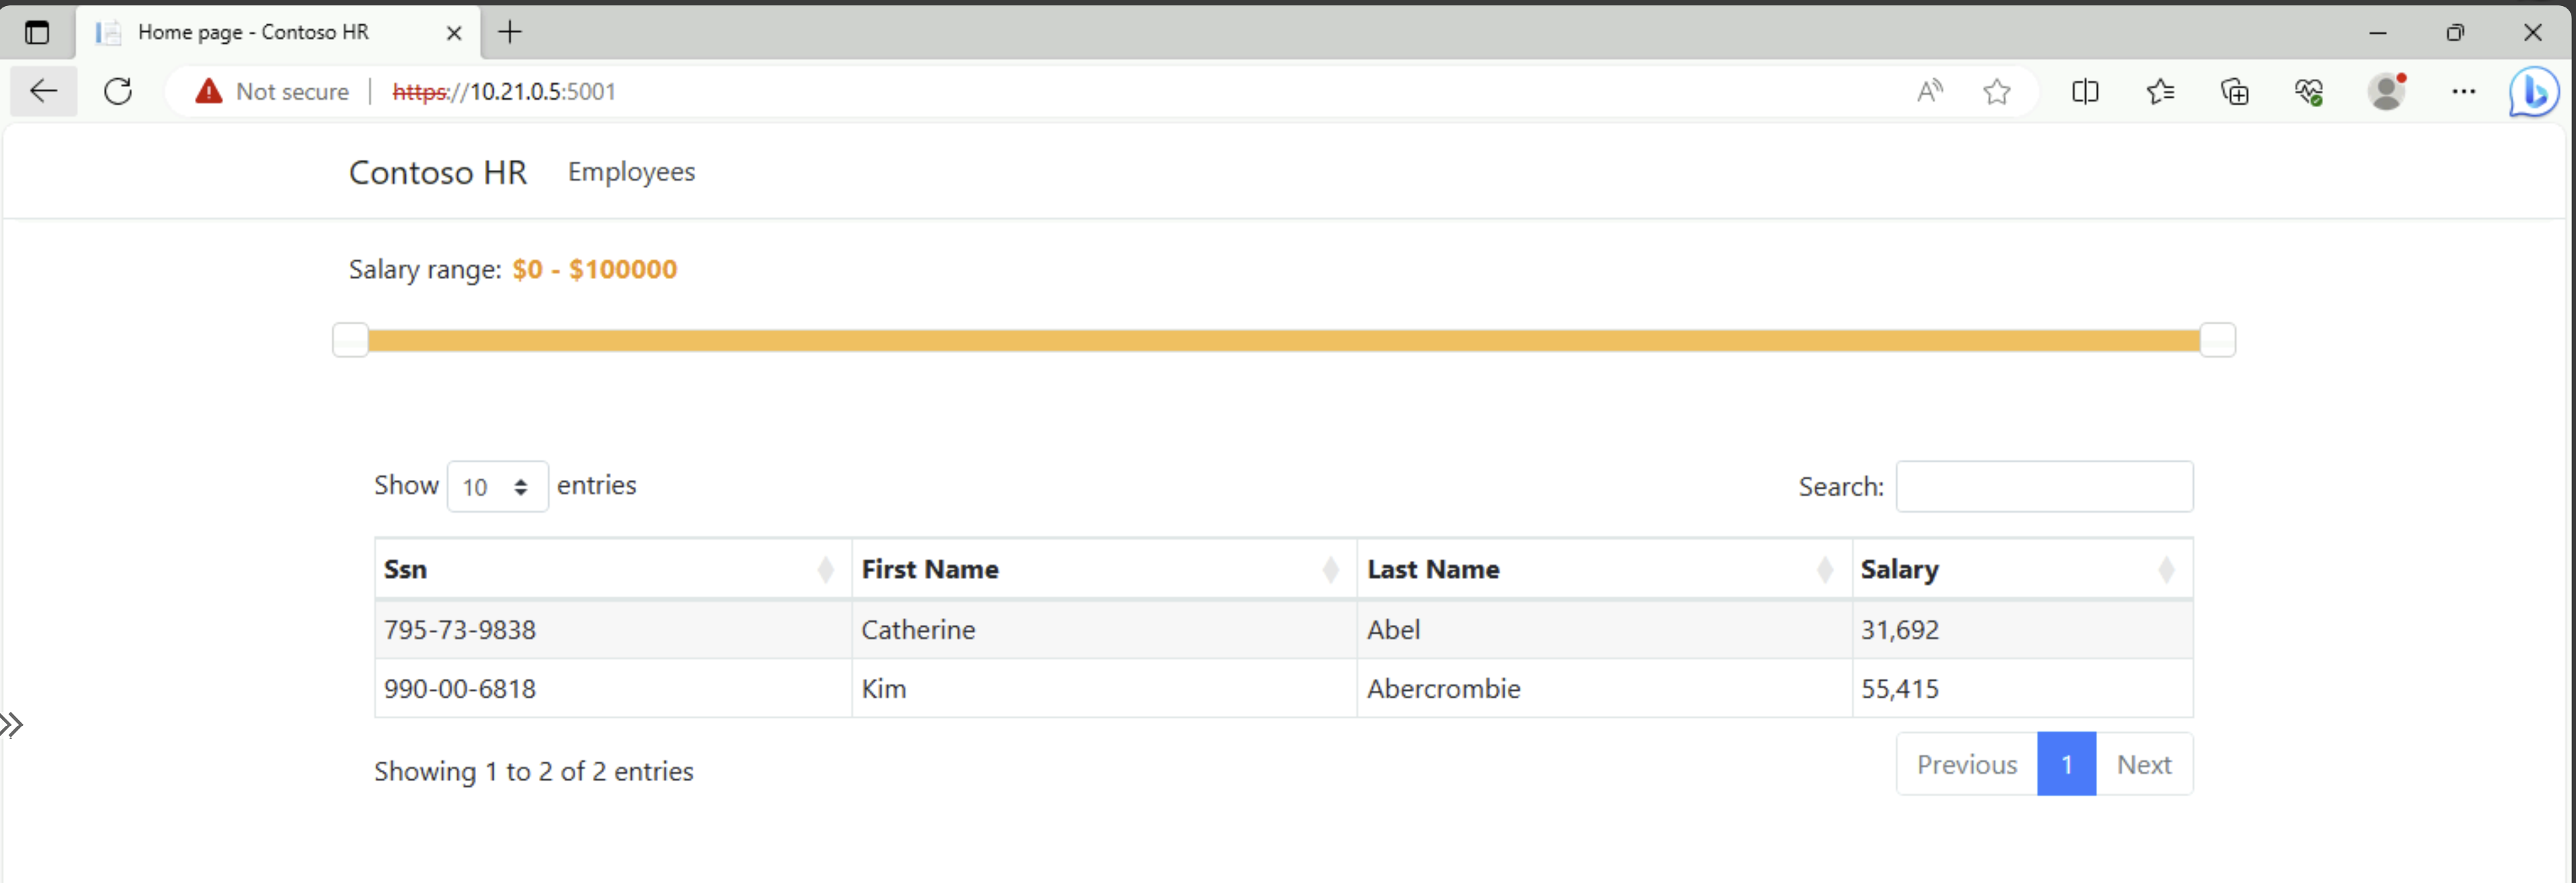 Home page - Contoso HR
Not secure | https://10.21.0.5:5001
Contoso HR Employees
Salary range: $0 - $100000
Show 10 entries Search:
Ssn First Name Last Name Salary
795-73-9838 Catherine Abel 31,692
990-00-6818 Kim Abercrombie 55,415
Showing 1 to 2 of 2 entries Previous 1 Next